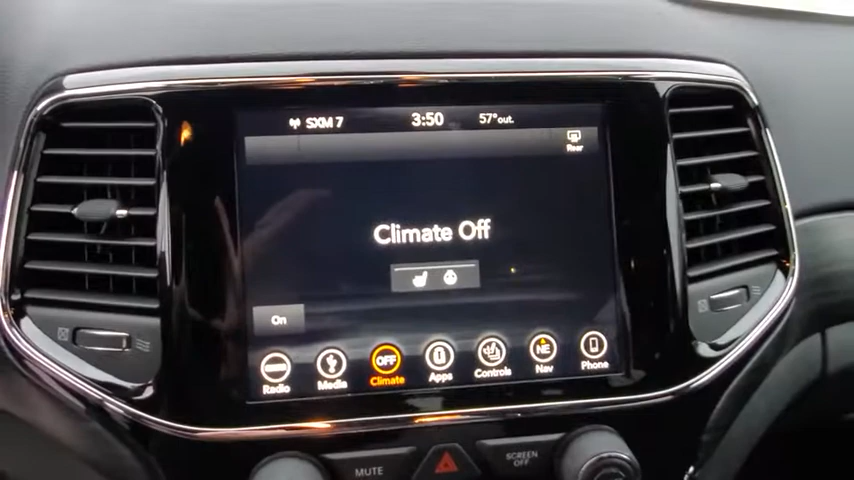 SXM 7 3:50 57° out.
Rear
Climate Off
On
OFF NE
Radio Media Climate Apps Controls Nav Phone
MUTE SCREEN OFF